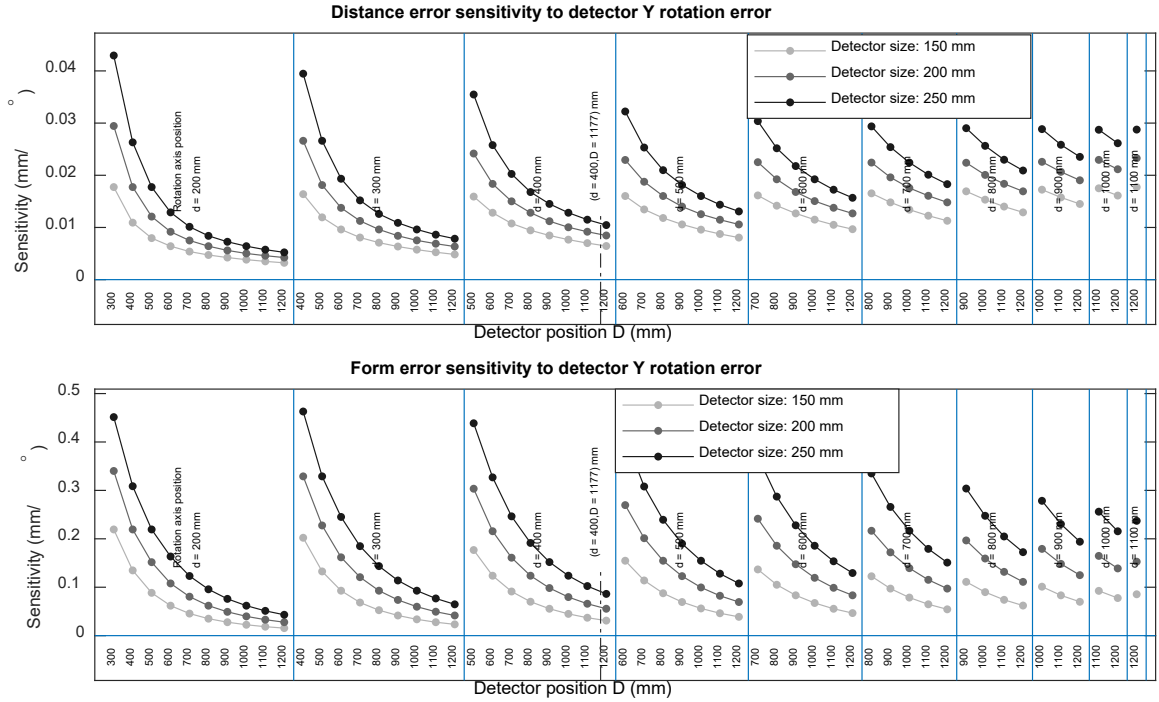 Distance error sensitivity to detector Y rotation error
Detector size: 150 mm
Detector size: 200 mm
Detector size: 250 mm
Sensitivity (mm/°)
0.04
0.03
0.02
0.01
0
Rotation axis position
d = 200 mm
d = 300 mm
d = 400 mm
(d = 400,D = 1177) mm
d = 500 mm
d = 600 mm
d = 700 mm
d = 800 mm
d = 900 mm
d = 1000 mm
d = 1100 mm
300 400 500 600 700 800 900 1000 1100 1200 400 500 600 700 800 900 1000 1100 1200 500 600 700 800 900 1000 1100 1200 600 700 800 900 1000 1100 1200 700 800 900 1000 1100 1200 800 900 1000 1100 1200 900 1000 1100 1200 1000 1100 1200 1100 1200 1200
Detector position D (mm)
Form error sensitivity to detector Y rotation error
Detector size: 150 mm
Detector size: 200 mm
Detector size: 250 mm
Sensitivity (mm/°)
0.5
0.4
0.3
0.2
0.1
0
Rotation axis position
d = 200 mm
d = 300 mm
d = 400 mm
(d = 400,D = 1177) mm
d = 500 mm
d = 600 mm
d = 700 mm
d = 800 mm
d = 900 mm
d = 1000 mm
d = 1100 mm
300 400 500 600 700 800 900 1000 1100 1200 400 500 600 700 800 900 1000 1100 1200 500 600 700 800 900 1000 1100 1200 600 700 800 900 1000 1100 1200 700 800 900 1000 1100 1200 800 900 1000 1100 1200 900 1000 1100 1200 1000 1100 1200 1100 1200 1200
Detector position D (mm)